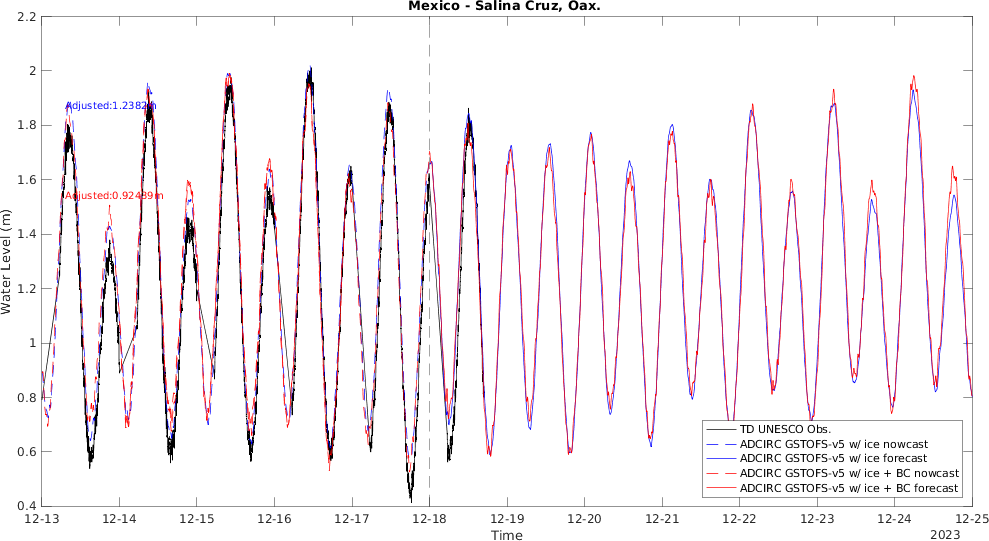 Mexico - Salina Cruz, Oax.
2.2
2
1.8
1.6
1.4
1.2
1
0.8
0.6
0.4
Water Level (m)
Adjusted:1.2382m
Adjusted:0.92439m
TD UNESCO Obs.
ADCIRC GSTOFS-v5 w/ ice nowcast
ADCIRC GSTOFS-v5 w/ ice forecast
ADCIRC GSTOFS-v5 w/ ice + BC nowcast
ADCIRC GSTOFS-v5 w/ ice + BC forecast
12-13 12-14 12-15 12-16 12-17 12-18 12-19 12-20 12-21 12-22 12-23 12-24 12-25
Time
2023